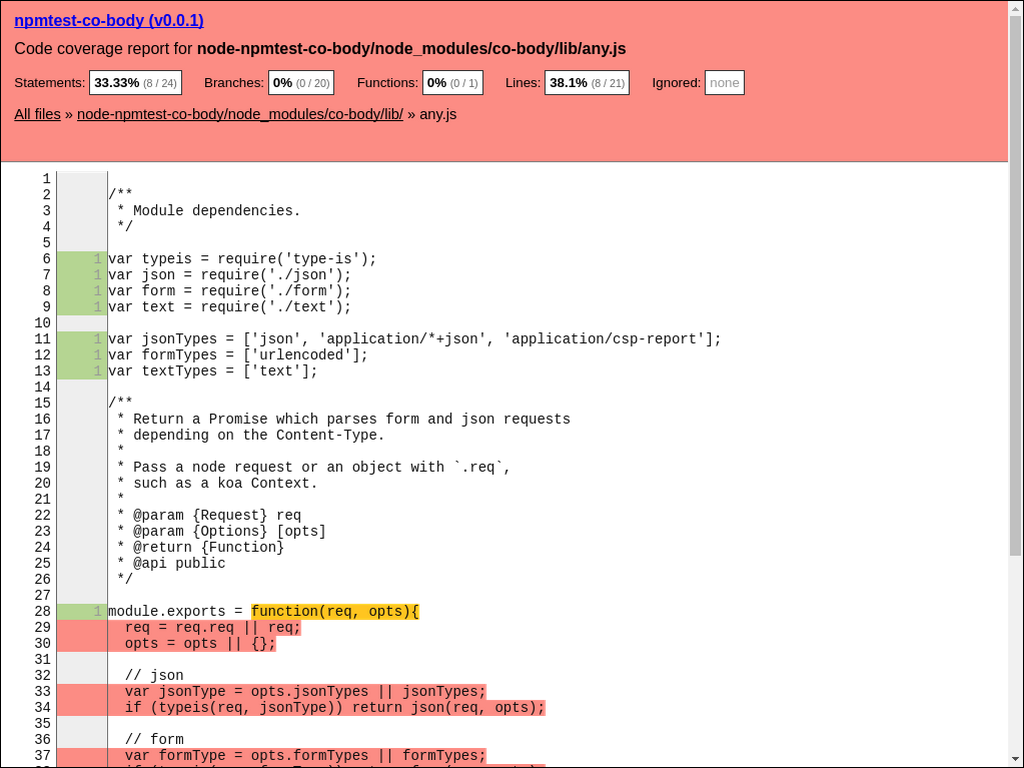 npmtest-co-body (v0.0.1)
Code coverage report for node-npmtest-co-body/node_modules/co-body/lib/any.js
Statements: 33.33% (8 / 24) Branches: 0% (0 / 20) Functions: 0% (0 / 1) Lines: 38.1% (8 / 21) Ignored: none
All files » node-npmtest-co-body/node_modules/co-body/lib/ » any.js
1
2 /**
3 * Module dependencies.
4 */
5
6 1 var typeis = require('type-is');
7 1 var json = require('./json');
8 1 var form = require('./form');
9 1 var text = require('./text');
10
11 1 var jsonTypes = ['json', 'application/*+json', 'application/csp-report'];
12 1 var formTypes = ['urlencoded'];
13 1 var textTypes = ['text'];
14
15 /**
16 * Return a Promise which parses form and json requests
17 * depending on the Content-Type.
18 *
19 * Pass a node request or an object with `.req`,
20 * such as a koa Context.
21 *
22 * @param {Request} req
23 * @param {Options} [opts]
24 * @return {Function}
25 * @api public
26 */
27
28 1 module.exports = function(req, opts){
29 req = req.req || req;
30 opts = opts || {};
31
32 // json
33 var jsonType = opts.jsonTypes || jsonTypes;
34 if (typeis(req, jsonType)) return json(req, opts);
35
36 // form
37 var formType = opts.formTypes || formTypes;